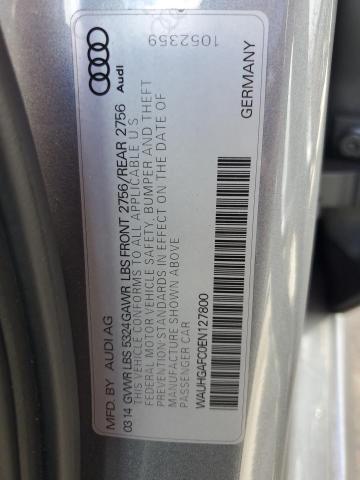 MFD. BY AUDI AG
03 14 GVWR LBS 5324 GAWR LBS FRONT 2756/REAR 2756
THIS VEHICLE CONFORMS TO ALL APPLICABLE U S
FEDERAL MOTOR VEHICLE SAFETY, BUMPER AND THEFT
PREVENTION STANDARDS IN EFFECT ON THE DATE OF
MANUFACTURE SHOWN ABOVE
PASSENGER CAR
WAUHGAFC0EN127800
Audi
GERMANY
1052359